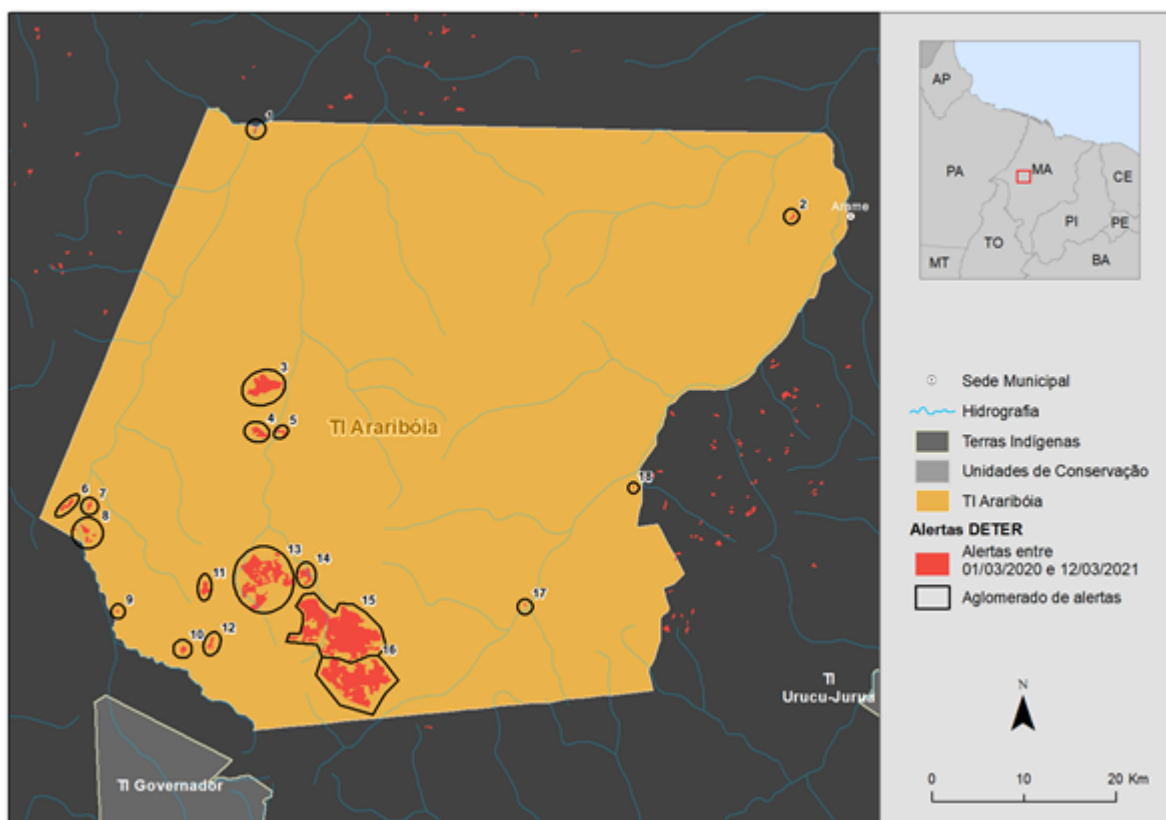 1
2
Arame
3
4
5
TI Araribóia
6
7
8
18
13
14
11
15
17
9
10
12
16
TI
Urucu-Juruá
TI Governador
AP
PA
MA
CE
PI
PE
TO
MT
BA
Sede Municipal
Hidrografia
Terras Indígenas
Unidades de Conservação
TI Araribóia
Alertas DETER
Alertas entre
01/03/2020 e 12/03/2021
Aglomerado de alertas
N
0
10
20 Km